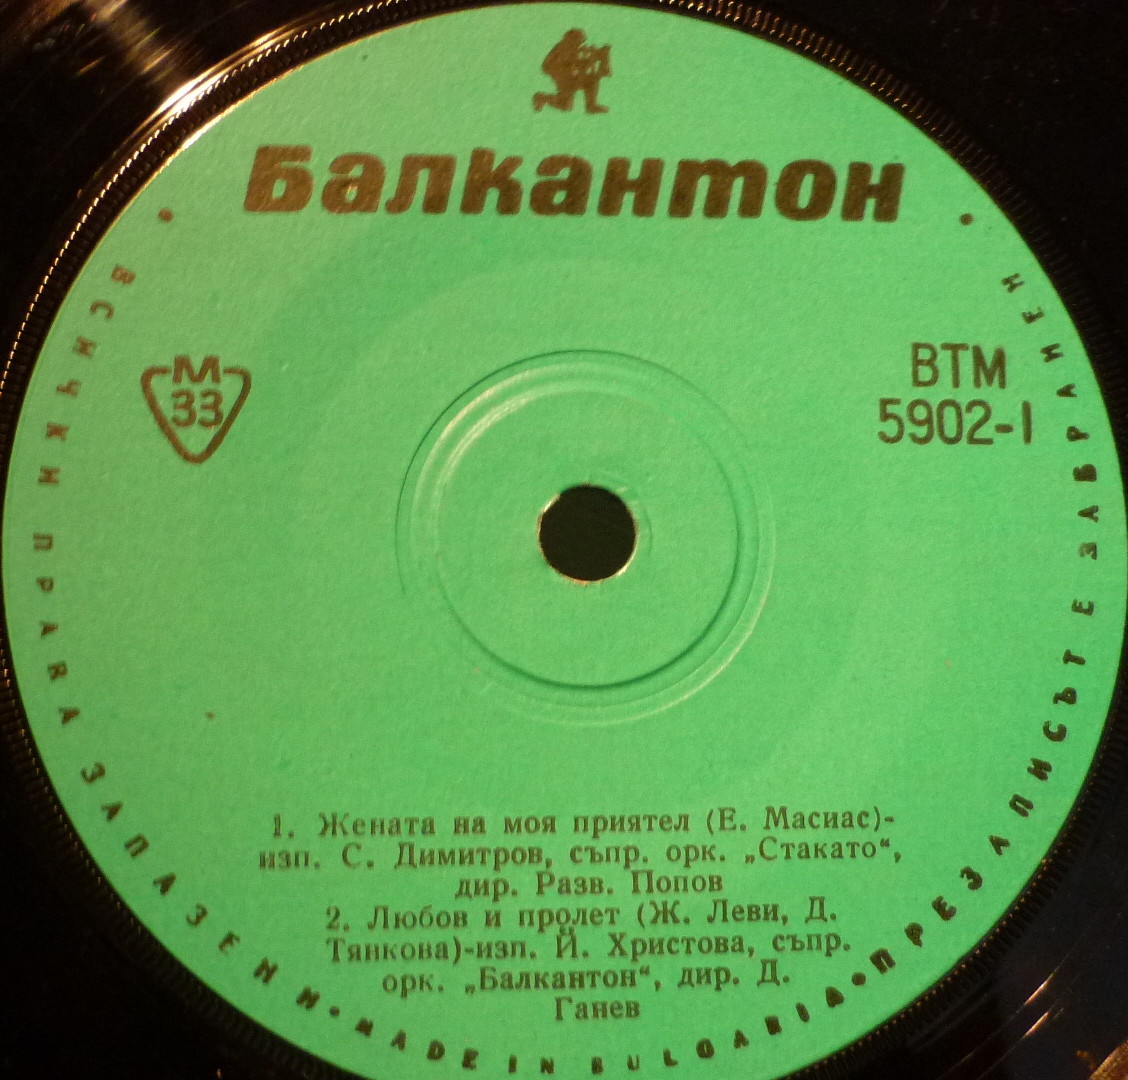 Балкантон
М
33
ВТМ
5902-1
1. Жената на моя приятел (Е. Масиас)-
изп. С. Димитров, съпр. орк. „Стакато“,
дир. Разв. Попов
2. Любов и пролет (Ж. Леви, Д.
Тянкова)-изп. Й. Христова, съпр.
орк. „Балкантон“, дир. Д.
Ганев
ВСИЧКИ ПРАВА ЗАПАЗЕНИ • MADE IN BULGARIA • ПРЕЗАПИСЪТ Е ЗАБРАНЕН